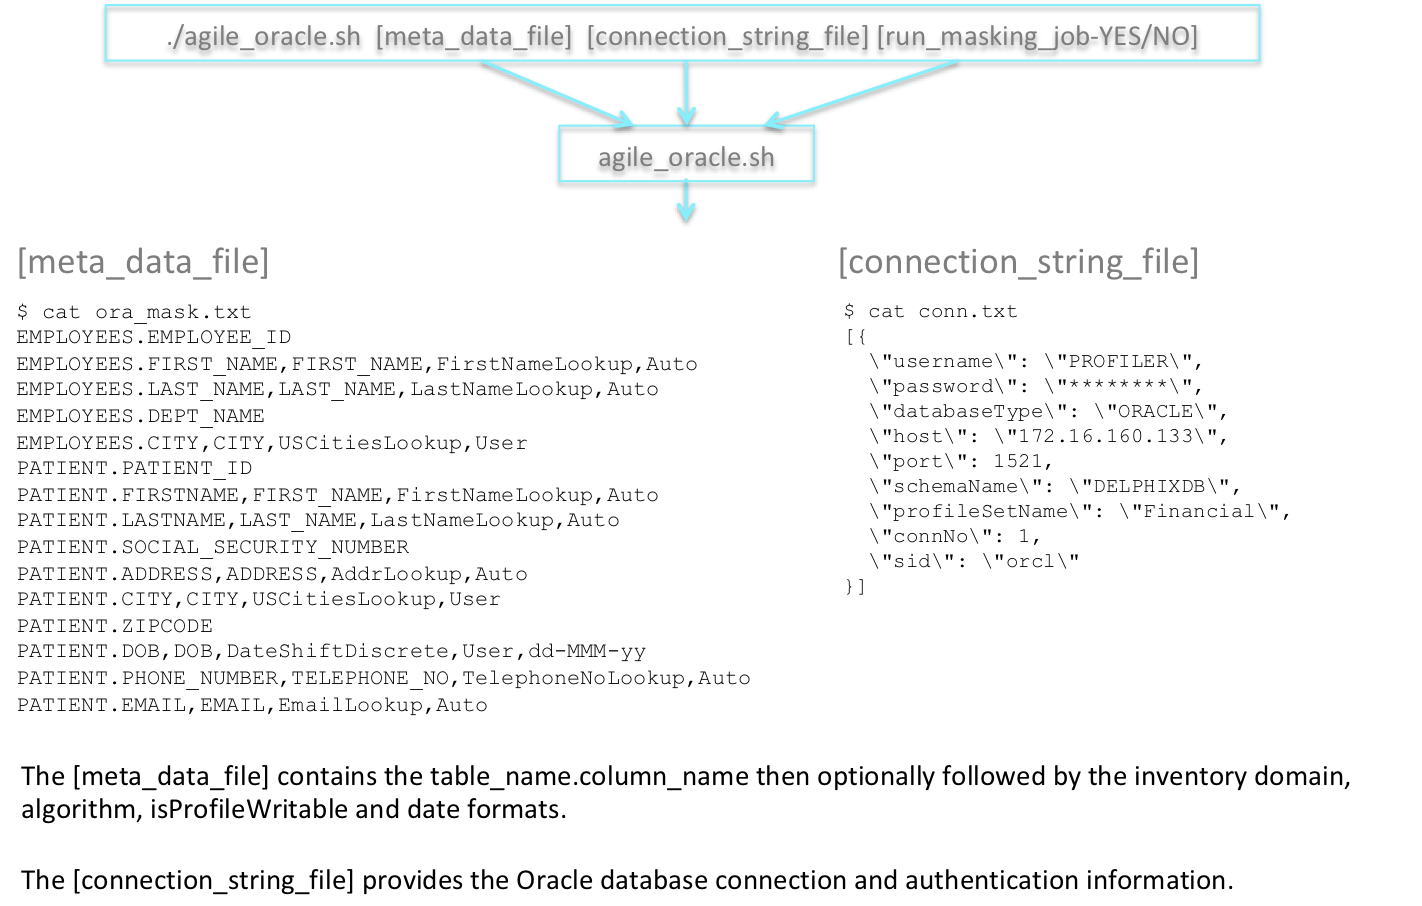 ./agile_oracle.sh [meta_data_file] [connection_string_file] [run_masking_job-YES/NO]
agile_oracle.sh
[meta_data_file]
$ cat ora_mask.txt
EMPLOYEES.EMPLOYEE_ID
EMPLOYEES.FIRST_NAME,FIRST_NAME,FirstNameLookup,Auto
EMPLOYEES.LAST_NAME,LAST_NAME,LastNameLookup,Auto
EMPLOYEES.DEPT_NAME
EMPLOYEES.CITY,CITY,USCitiesLookup,User
PATIENT.PATIENT_ID
PATIENT.FIRSTNAME,FIRST_NAME,FirstNameLookup,Auto
PATIENT.LASTNAME,LAST_NAME,LastNameLookup,Auto
PATIENT.SOCIAL_SECURITY_NUMBER
PATIENT.ADDRESS,ADDRESS,AddrLookup,Auto
PATIENT.CITY,CITY,USCitiesLookup,User
PATIENT.ZIPCODE
PATIENT.DOB,DOB,DateShiftDiscrete,User,dd-MMM-yy
PATIENT.PHONE_NUMBER,TELEPHONE_NO,TelephoneNoLookup,Auto
PATIENT.EMAIL,EMAIL,EmailLookup,Auto
[connection_string_file]
$ cat conn.txt
[{
\"username\": \"PROFILER\",
\"password\": \"********\",
\"databaseType\": \"ORACLE\",
\"host\": \"172.16.160.133\",
\"port\": 1521,
\"schemaName\": \"DELPHIXDB\",
\"profileSetName\": \"Financial\",
\"connNo\": 1,
\"sid\": \"orcl\"
}]
The [meta_data_file] contains the table_name.column_name then optionally followed by the inventory domain,
algorithm, isProfileWritable and date formats.
The [connection_string_file] provides the Oracle database connection and authentication information.